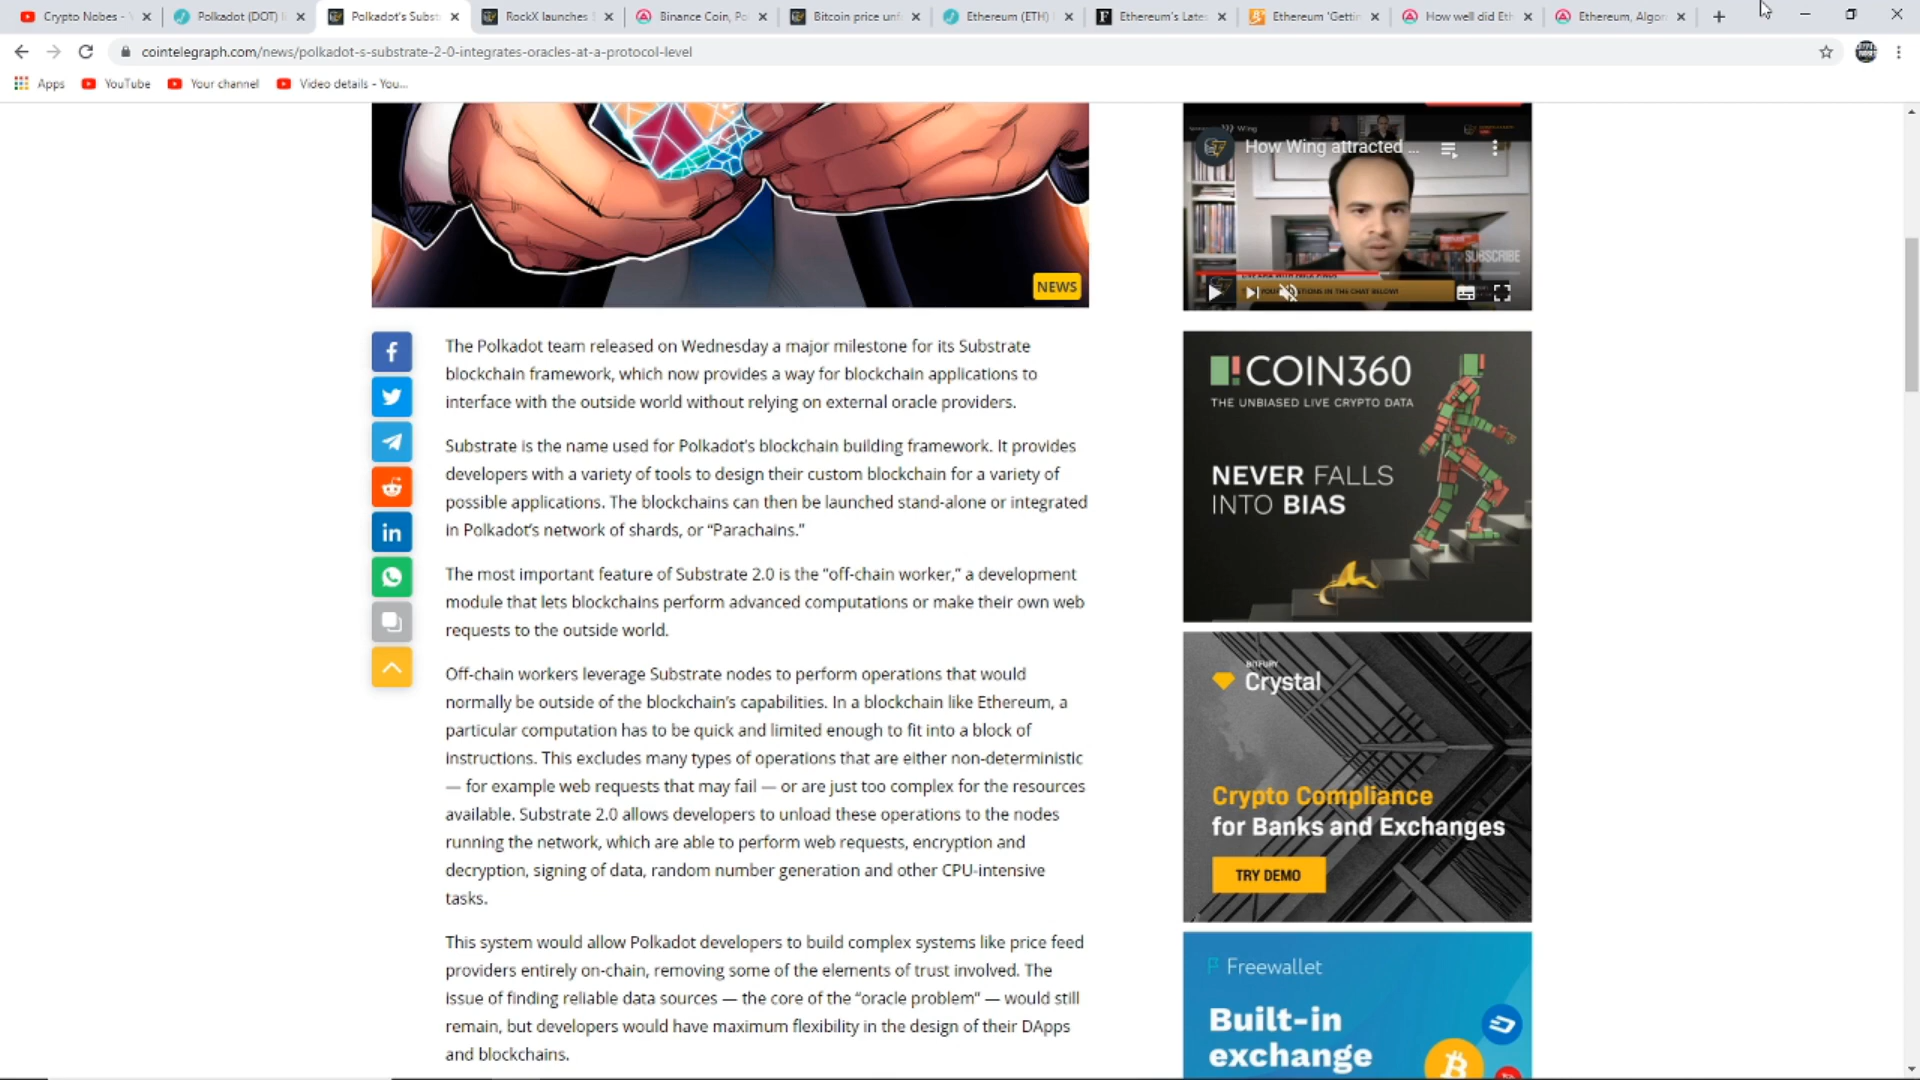 Crypto Nobes -
Polkadot (DOT)
Polkadot's Subst
RockX launches
Binance Coin, Po
Bitcoin price unf
Ethereum (ETH)
Ethereum's Late
Ethereum 'Gettin
How well did Eth
Ethereum, Algor
cointelegraph.com/news/polkadot-s-substrate-2-0-integrates-oracles-at-a-protocol-level
Apps
YouTube
Your channel
Video details - You...
NEWS
The Polkadot team released on Wednesday a major milestone for its Substrate
blockchain framework, which now provides a way for blockchain applications to
interface with the outside world without relying on external oracle providers.
Substrate is the name used for Polkadot's blockchain building framework. It provides
developers with a variety of tools to design their custom blockchain for a variety of
possible applications. The blockchains can then be launched stand-alone or integrated
in Polkadot's network of shards, or “Parachains.”
The most important feature of Substrate 2.0 is the “off-chain worker,” a development
module that lets blockchains perform advanced computations or make their own web
requests to the outside world.
Off-chain workers leverage Substrate nodes to perform operations that would
normally be outside of the blockchain's capabilities. In a blockchain like Ethereum, a
particular computation has to be quick and limited enough to fit into a block of
instructions. This excludes many types of operations that are either non-deterministic
— for example web requests that may fail — or are just too complex for the resources
available. Substrate 2.0 allows developers to unload these operations to the nodes
running the network, which are able to perform web requests, encryption and
decryption, signing of data, random number generation and other CPU-intensive
tasks.
This system would allow Polkadot developers to build complex systems like price feed
providers entirely on-chain, removing some of the elements of trust involved. The
issue of finding reliable data sources — the core of the “oracle problem” — would still
remain, but developers would have maximum flexibility in the design of their DApps
and blockchains.
Wing
How Wing attracted ...
SUBSCRIBE
IN THE CHAT BELOW!
COIN360
THE UNBIASED LIVE CRYPTO DATA
NEVER FALLS
INTO BIAS
BITFURY
Crystal
Crypto Compliance
for Banks and Exchanges
TRY DEMO
Freewallet
Built-in
exchange